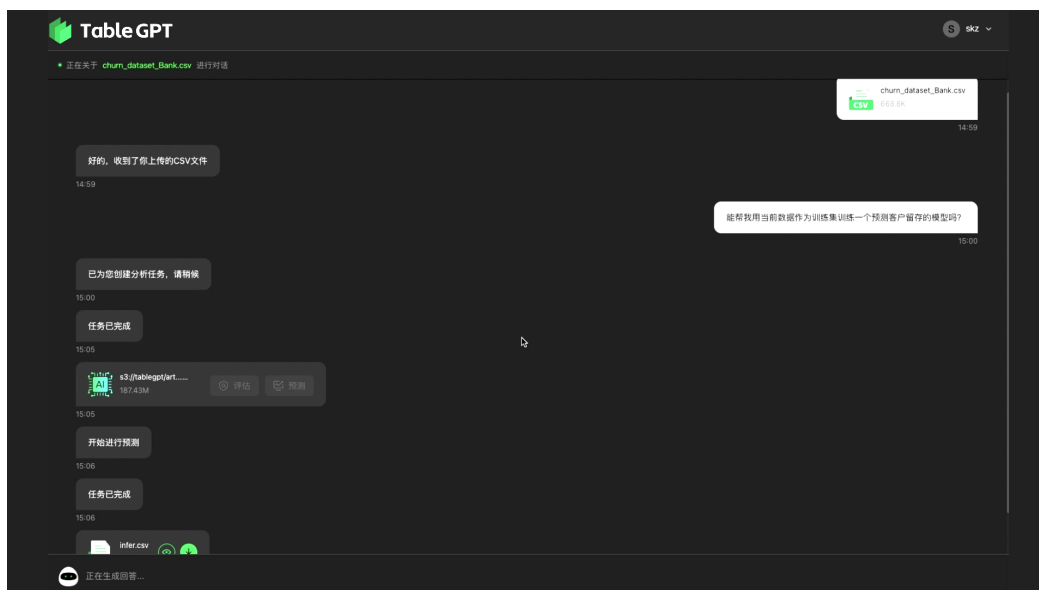 Table GPT
S skz
正在关于 churn_dataset_Bank.csv 进行对话
churn_dataset_Bank.csv
CSV 668.8K
14:59
好的，收到了你上传的CSV文件
14:59
能帮我用当前数据作为训练集训练一个预测客户留存的模型吗？
15:00
已为您创建分析任务，请稍候
15:00
任务已完成
15:05
AI s3://tablegpt/art......
187.43M 评估 预测
15:05
开始进行预测
15:06
任务已完成
15:06
infer.csv
正在生成回答...